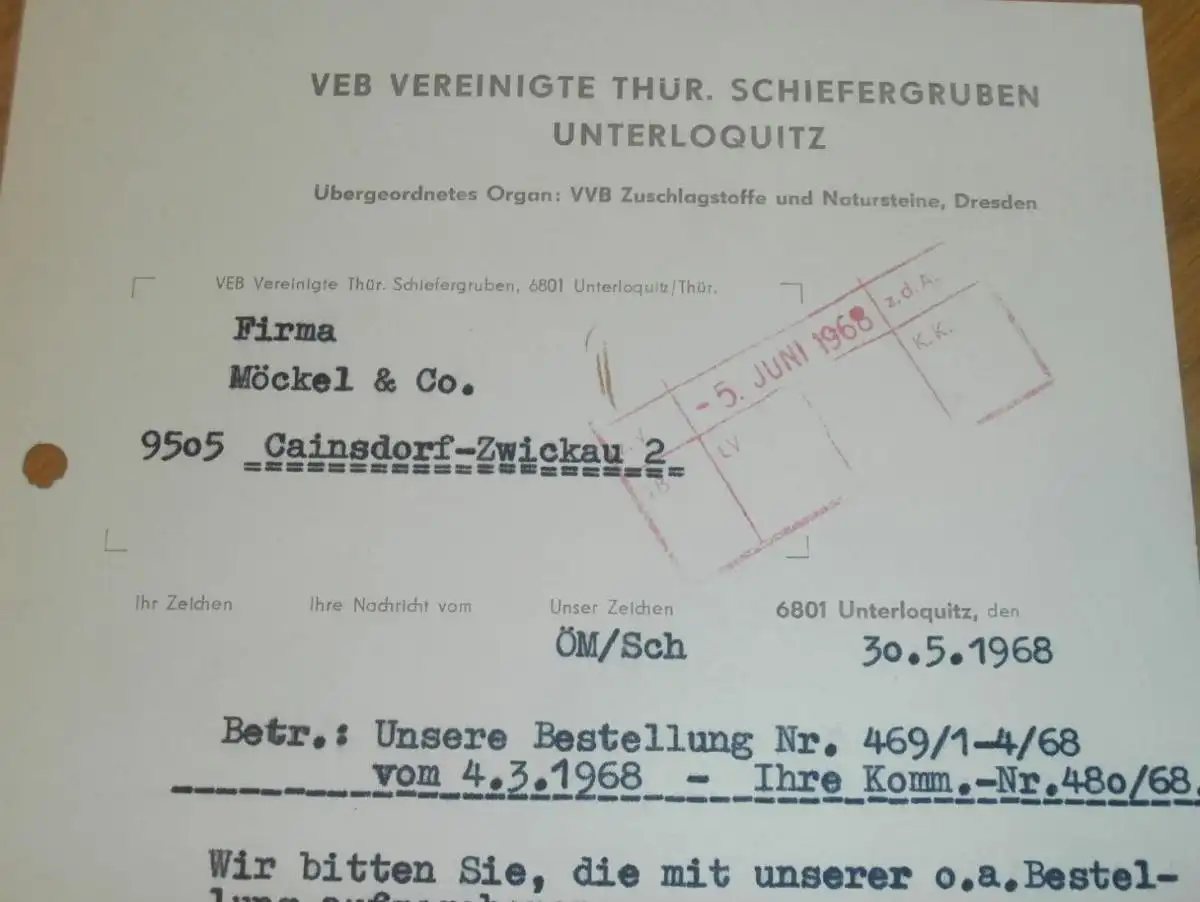 VEB VEREINIGTE THÜR. SCHIEFERGRUBEN
UNTERLOQUITZ
Übergeordnetes Organ: VVB Zuschlagstoffe und Natursteine, Dresden
VEB Vereinigte Thür. Schiefergruben, 6801 Unterloquitz/Thür.
Firma
Möckel & Co.
9505 Cainsdorf-Zwickau 2
-5. JUNI 1968
z.d.A.
K.K.
LV
Ihr Zeichen Ihre Nachricht vom Unser Zeichen 6801 Unterloquitz, den
ÖM/Sch 30.5.1968
Betr.: Unsere Bestellung Nr. 469/1-4/68
vom 4.3.1968 - Ihre Komm.-Nr.480/68.
Wir bitten Sie, die mit unserer o.a.Bestel-